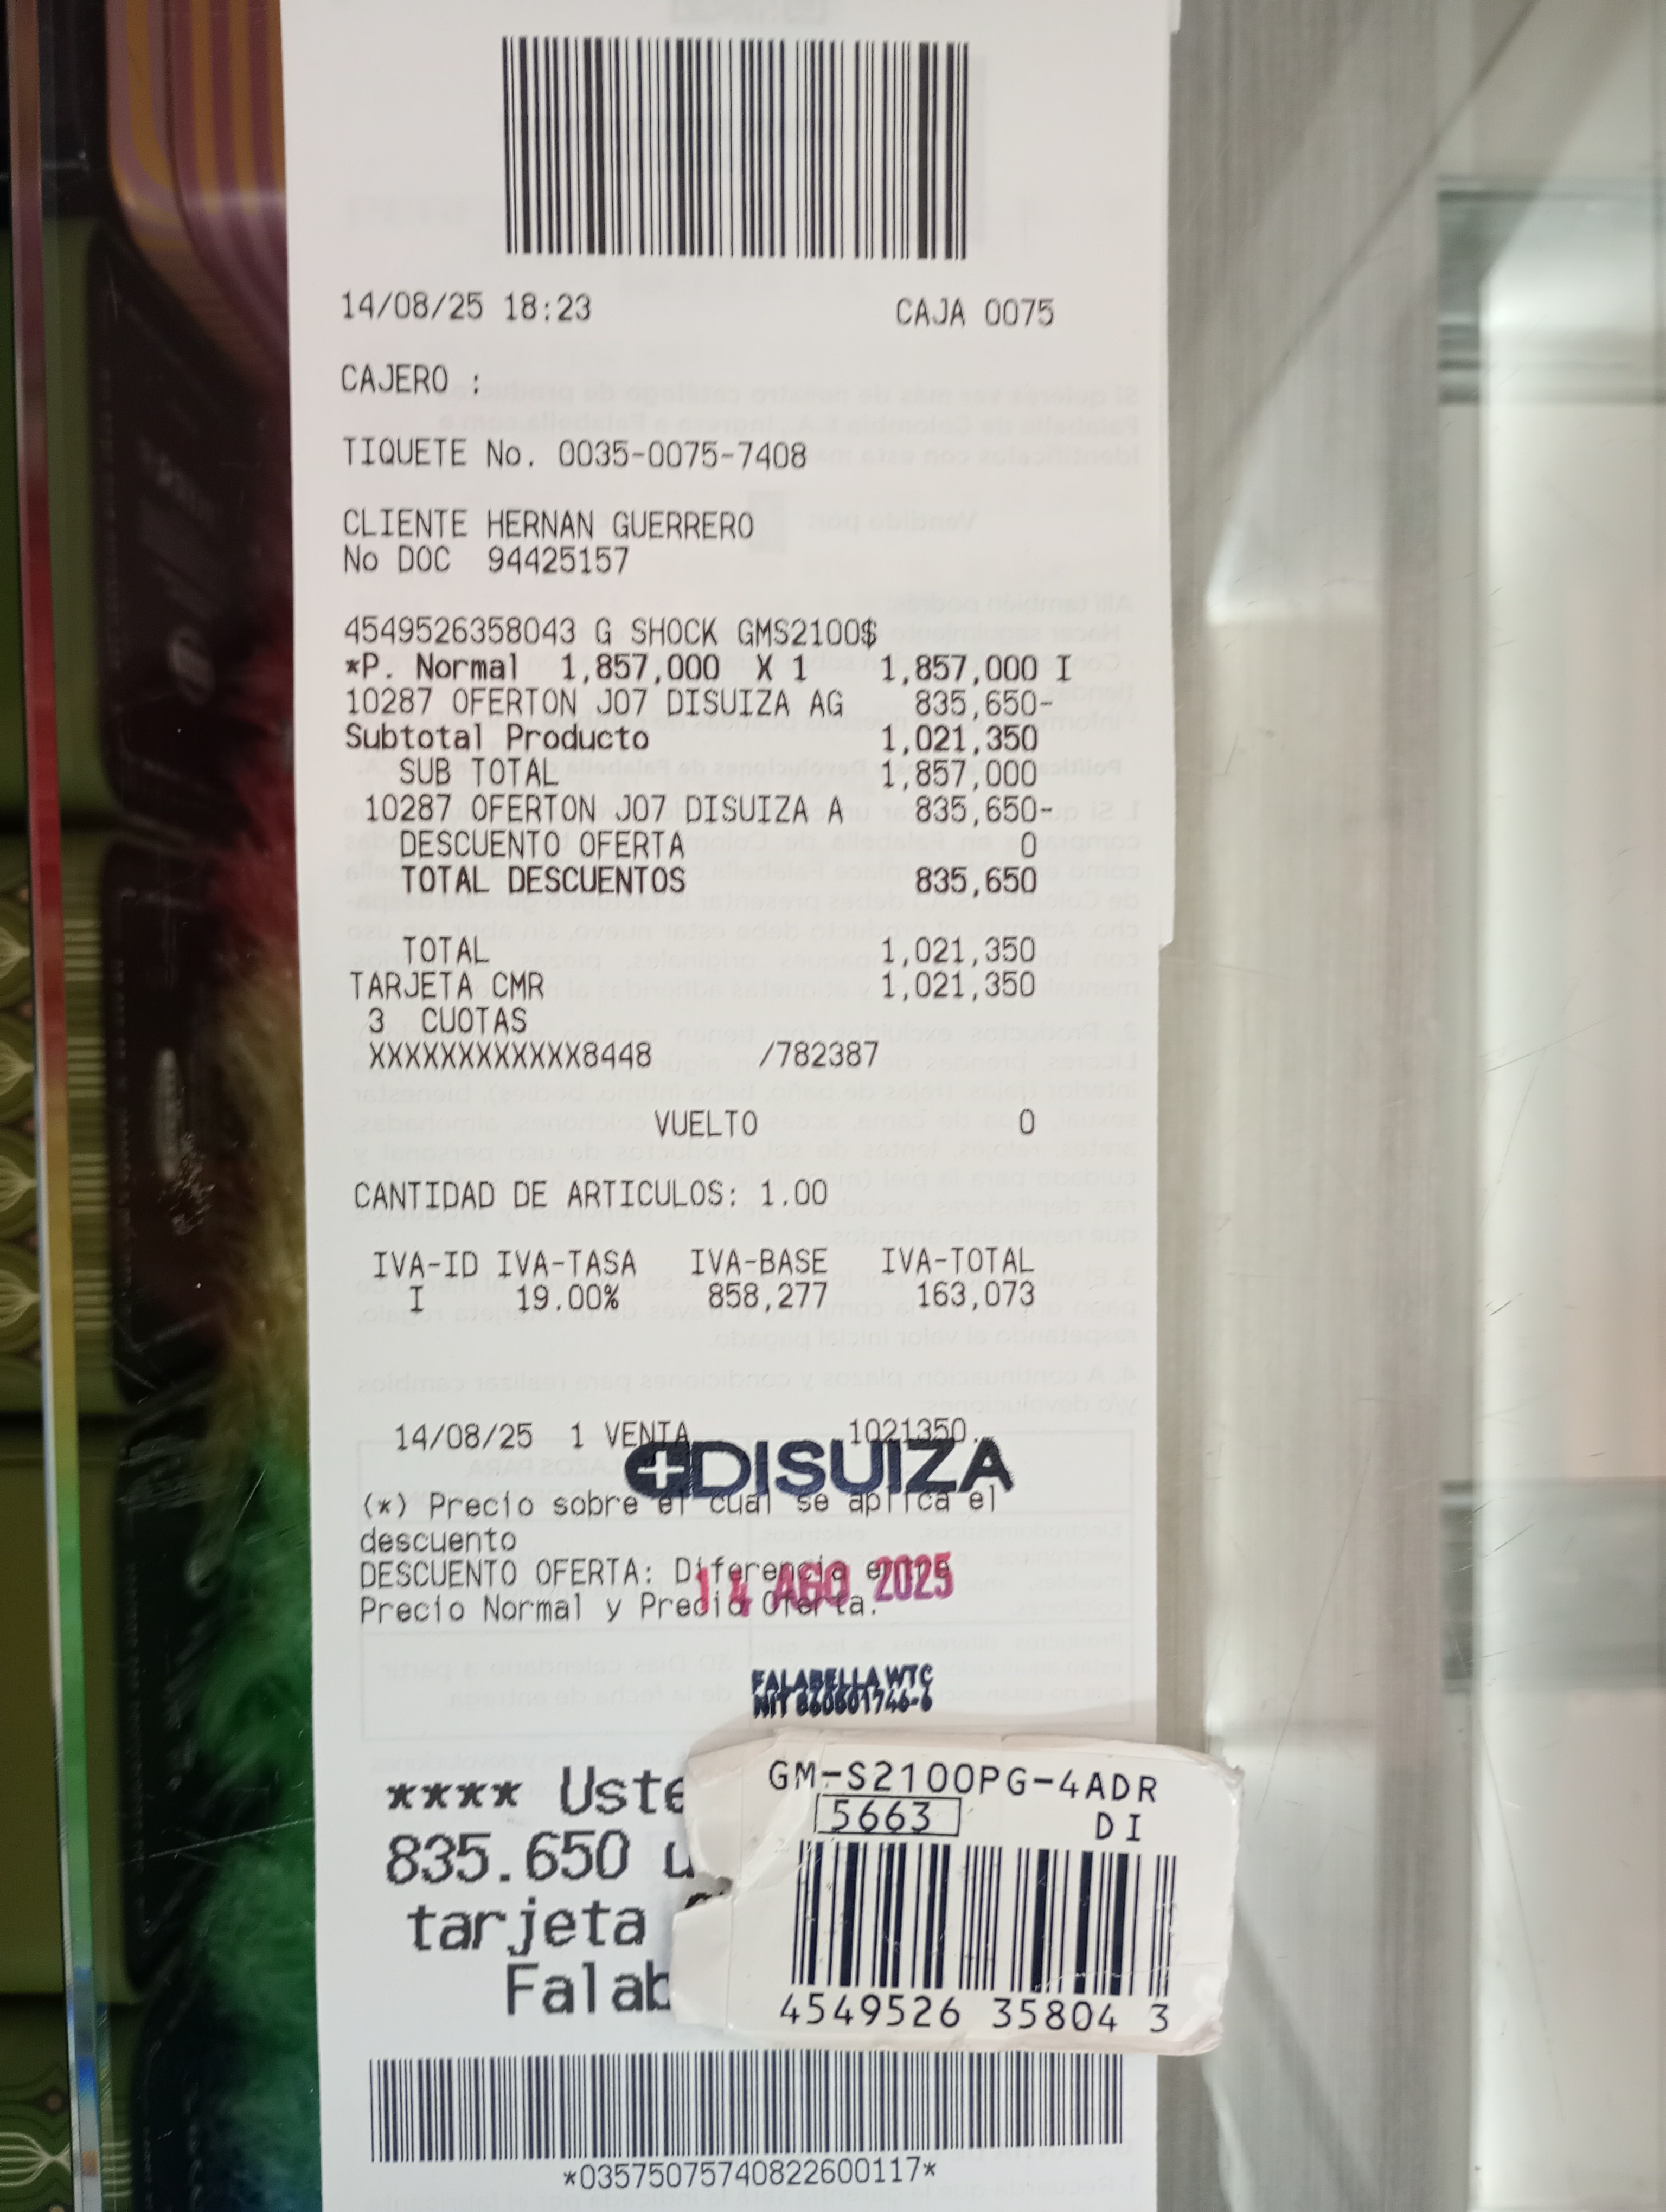 14/08/25 18:23 CAJA 0075
CAJERO :
TIQUETE No. 0035-0075-7408
CLIENTE HERNAN GUERRERO
No DOC 94425157
4549526358043 G SHOCK GMS2100$
*P. Normal 1,857,000 X 1 1,857,000 I
10287 OFERTON J07 DISUIZA AG 835,650-
Subtotal Producto 1,021,350
SUB TOTAL 1,857,000
10287 OFERTON J07 DISUIZA A 835,650-
DESCUENTO OFERTA 0
TOTAL DESCUENTOS 835,650
TOTAL 1,021,350
TARJETA CMR 1,021,350
3 CUOTAS
XXXXXXXXXXXX8448 /782387
VUELTO 0
CANTIDAD DE ARTICULOS: 1.00
IVA-ID IVA-TASA IVA-BASE IVA-TOTAL
I 19.00% 858,277 163,073
14/08/25 1 VENTA 1021350
DISUIZA
(*) Precio sobre el cual se aplica el
descuento
DESCUENTO OFERTA: Diferencia entre
14 AGO 2025
Precio Normal y Precio Oferta.
FALABELLA WTC
NIT
**** Uste
835.650 u
tarjeta
Falab
GM-S2100PG-4ADR
5663 DI
4549526 35804 3
*03575075740822600117*